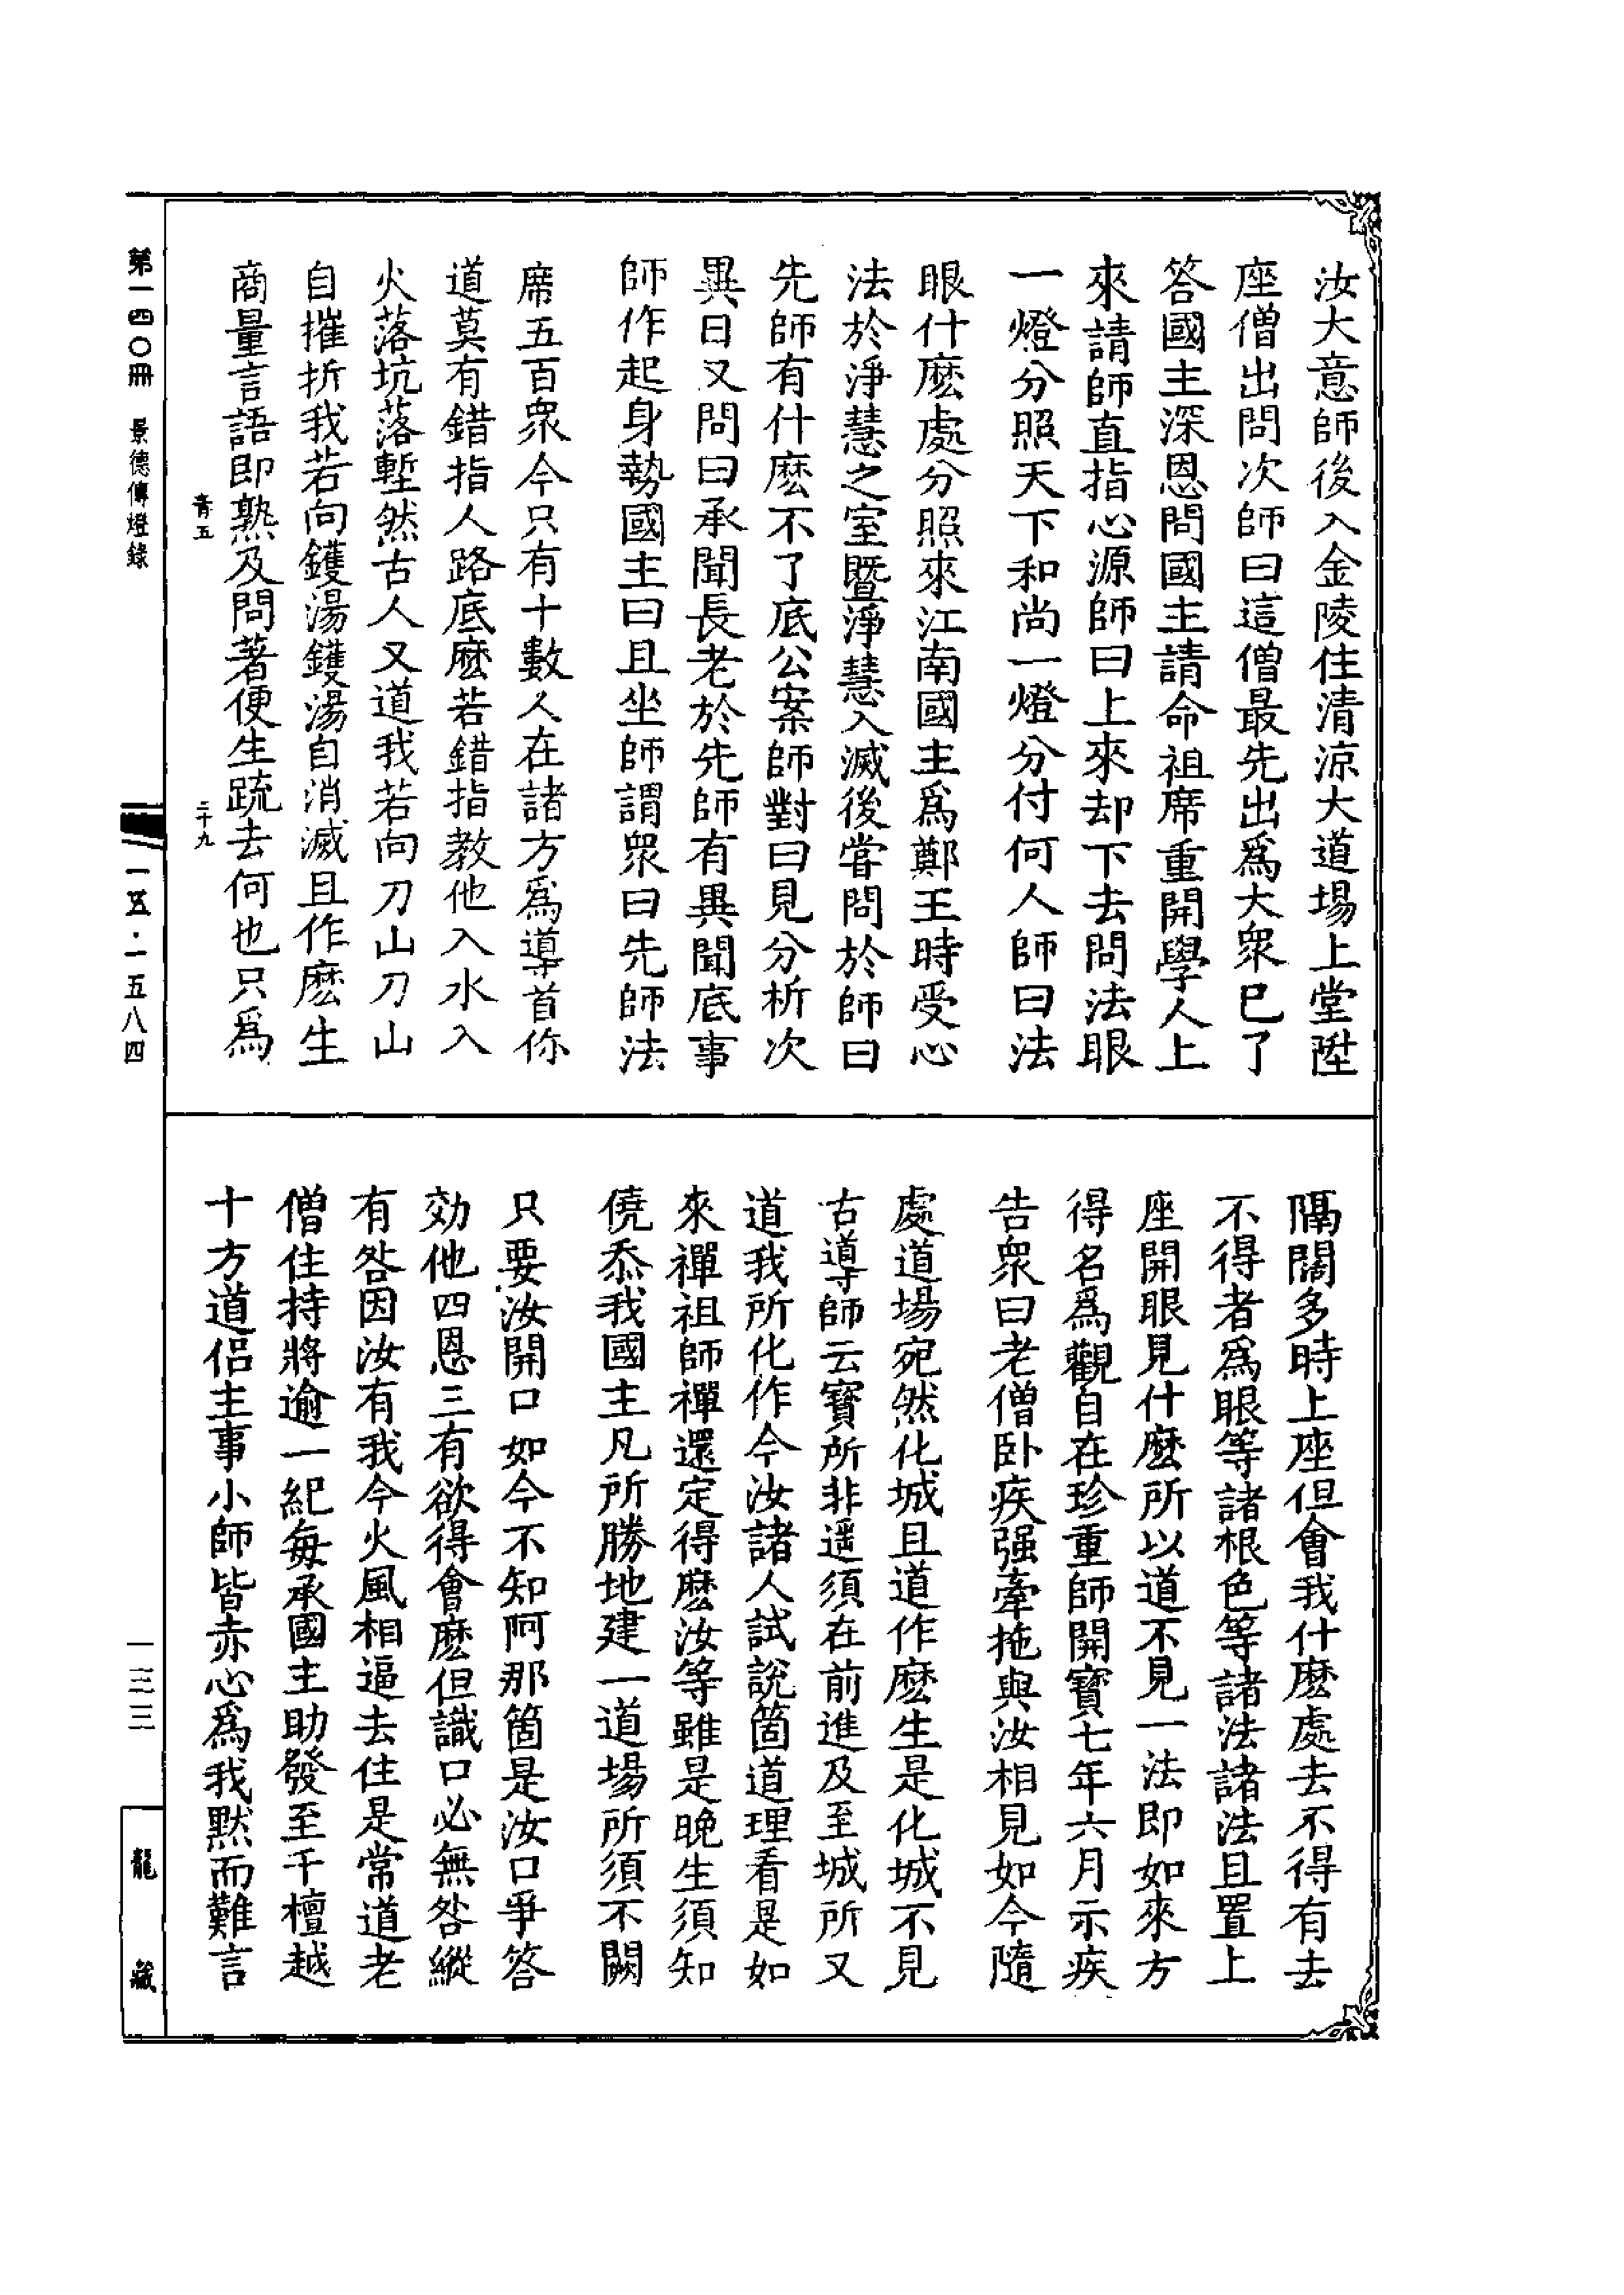 汝大意師後入金陵住清涼大道場上堂陞
座僧出問次師曰這僧最先出爲大衆已了
答國主深恩問國主請命祖席重開學人上
來請師直指心源師曰上來却下去問法眼
一燈分照天下和尚一燈分付何人師曰法
眼什麽處分照來江南國主爲鄭王時受心
法於淨慧之室暨淨慧入滅後嘗問於師曰
先師有什麽不了底公案師對曰見分析次
異日又問曰承聞長老於先師有異聞底事
師作起身勢國主曰且坐師謂衆曰先師法
席五百衆今只有十數人在諸方爲導首你
道莫有錯指人路底麽若錯指教他入水入
火落坑落塹然古人又道我若向刀山刀山
自摧折我若向鑊湯鑊湯自消滅且作麽生
商量言語即熟及問著便生疏去何也只爲
青五
二十九
隔闊多時上座但會我什麽處去不得有去
不得者爲眼等諸根色等諸法諸法且置上
座開眼見什麽所以道不見一法即如來方
得名爲觀自在珍重師開寶七年六月示疾
告衆曰老僧卧疾强牽拖與汝相見如今隨
處道場宛然化城且道作麽生是化城不見
古導師云寶所非遥須在前進及至城所又
道我所化作今汝諸人試說箇道理看是如
來禪祖師禪還定得麽汝等雖是晚生須知
僥忝我國主凡所勝地建一道場所須不闕
只要汝開口如今不知阿那箇是汝口爭答
効他四恩三有欲得會麽但識口必無咎縱
有咎因汝有我今火風相逼去住是常道老
僧住持將逾一紀每承國主助發至千檀越
十方道侶主事小師皆赤心爲我默而難言
第一四〇冊 景德傳燈錄
一五·一五八四
一三三
龍藏